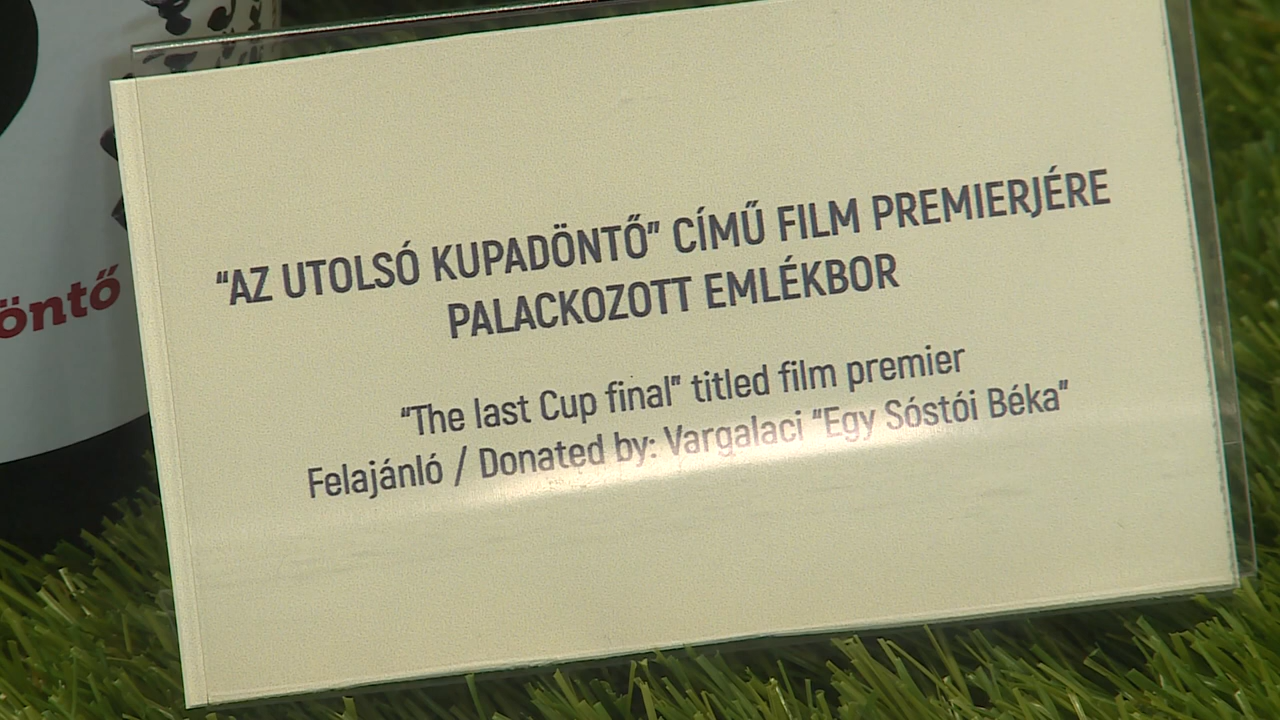 "AZ UTOLSÓ KUPADÖNTŐ" CÍMŰ FILM PREMIERJÉRE
PALACKOZOTT EMLÉKBOR
"The last Cup final" titled film premier
Felajánló / Donated by: Vargalaci "Egy Sóstói Béka"
öntő